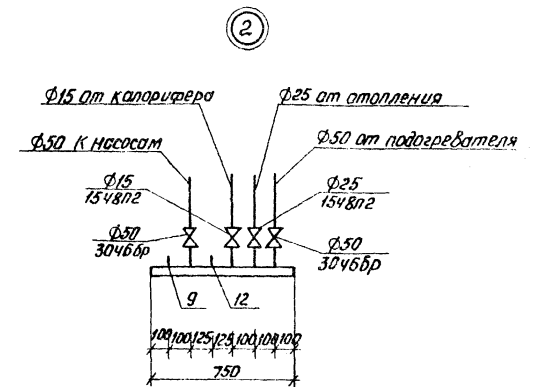 2
Ф15 от калорифера
Ф25 от отопления
Ф50 к насосам
Ф50 от подогревателя
Ф15
15ч8п2
Ф25
15ч8п2
Ф50
30ч6бр
Ф50
30ч6бр
9
12
100 100 125 125 100 100 100
750